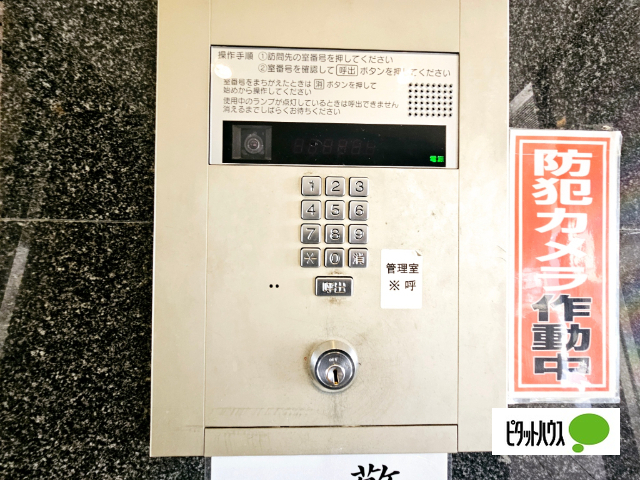 操作手順 ①訪問先の室番号を押してください
②室番号を確認して 呼出 ボタンを押してください
室番号をまちがえたときは 消 ボタンを押して
始めから操作してください
使用中のランプが点灯しているときは呼出できません
消えるまでしばらくお待ちください
電源
1 2 3
4 5 6
7 8 9
* 0 消
呼出
管理室
※ 呼
防犯カメラ作動中
ピタットハウス